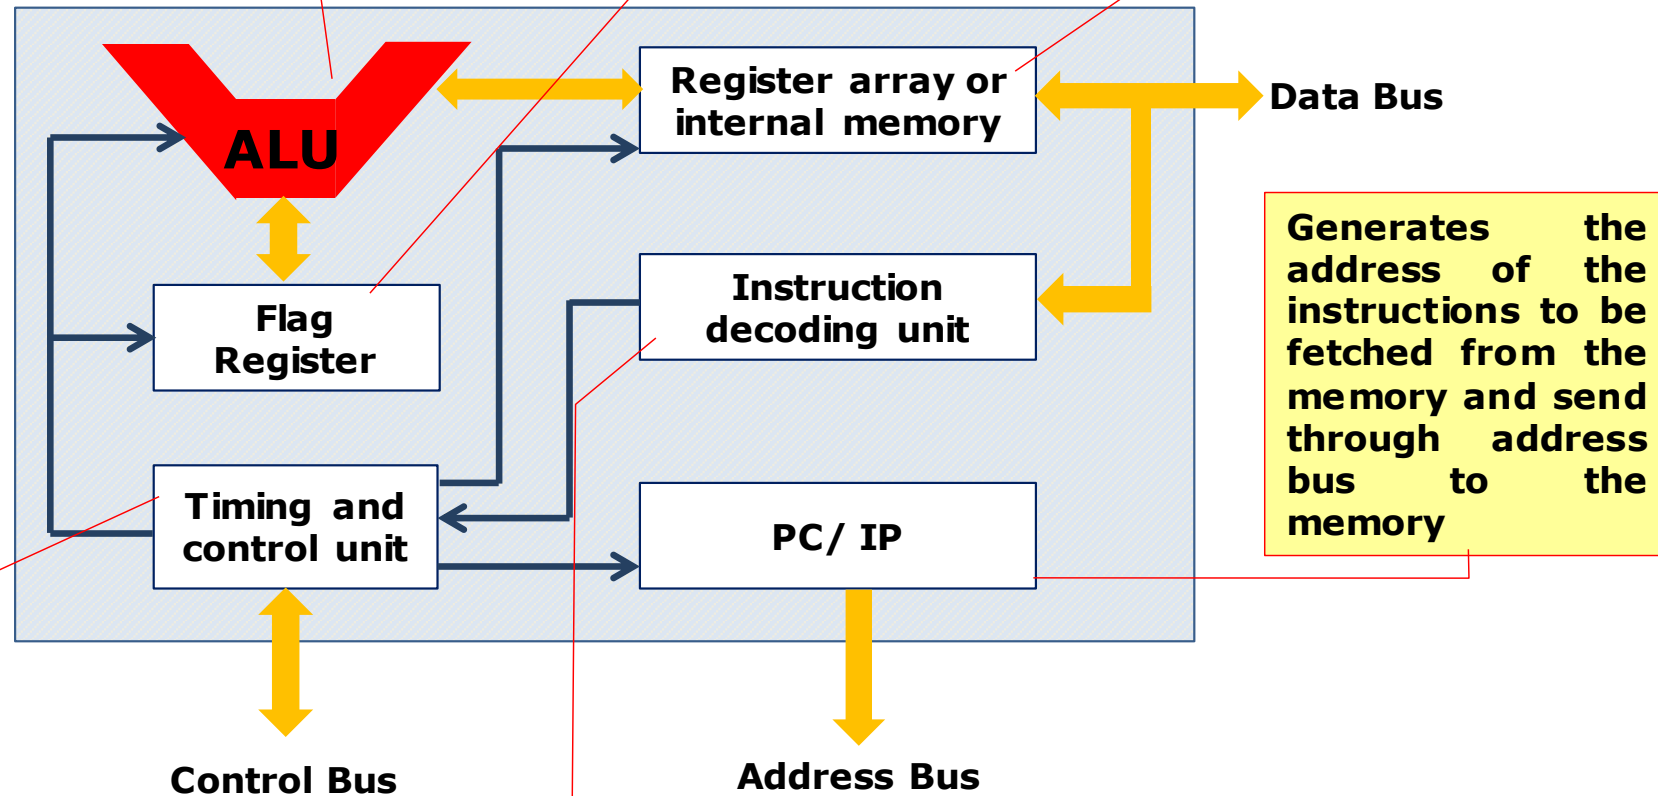 Register array or
internal memory
Data Bus
ALU
Generates the
address of the
instructions to be
fetched from the
memory and send
through address
bus to the
memory
Instruction
decoding unit
Flag
Register
Timing and
control unit
PC/ IP
Control Bus
Address Bus